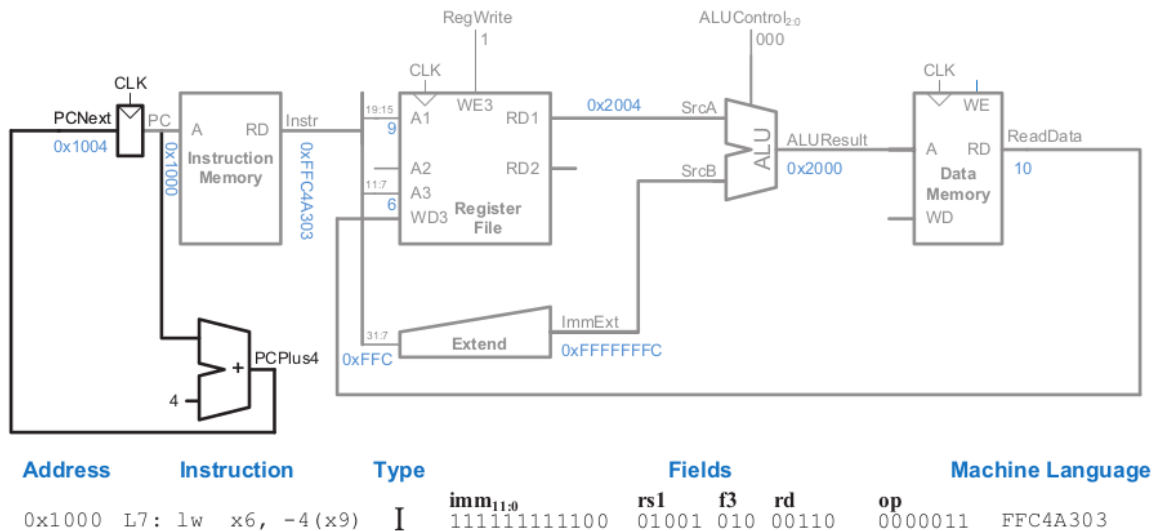 RegWrite ALUControl2:0
1 000
CLK CLK CLK
PCNext PC A RD Instr 19:15 A1 WE3 RD1 0x2004 SrcA WE ReadData
0x1004 0x1000 Instruction Memory 0xFFC4A303 9 ALU ALUResult A RD 10
A2 RD2 SrcB 0x2000 Data Memory
11:7 A3
6 WD3 Register File WD
31:7 ImmExt
0xFFC Extend 0xFFFFFFFC
+ PCPlus4
4
Address Instruction Type Fields Machine Language
imm11:0 rs1 f3 rd op
0x1000 L7: lw x6, -4(x9) I 111111111100 01001 010 00110 0000011 FFC4A303